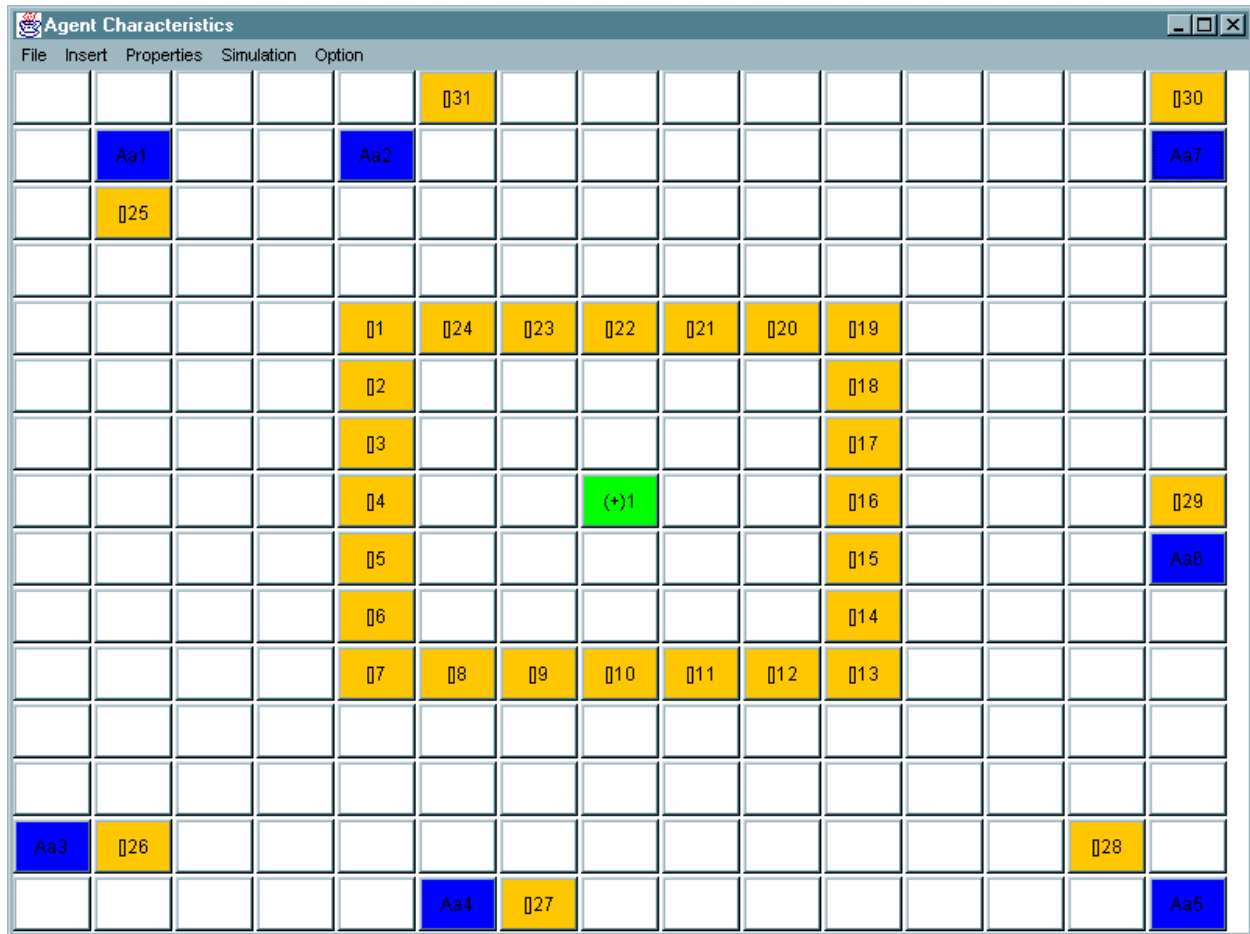 Agent Characteristics
File Insert Properties Simulation Option
[]31 []30
Aa1 Aa2 Aa7
[]25
[]1 []24 []23 []22 []21 []20 []19
[]2 []18
[]3 []17
[]4 (+)1 []16 []29
[]5 []15 Aa6
[]6 []14
[]7 []8 []9 []10 []11 []12 []13
Aa3 []26 []28
Aa4 []27 Aa5